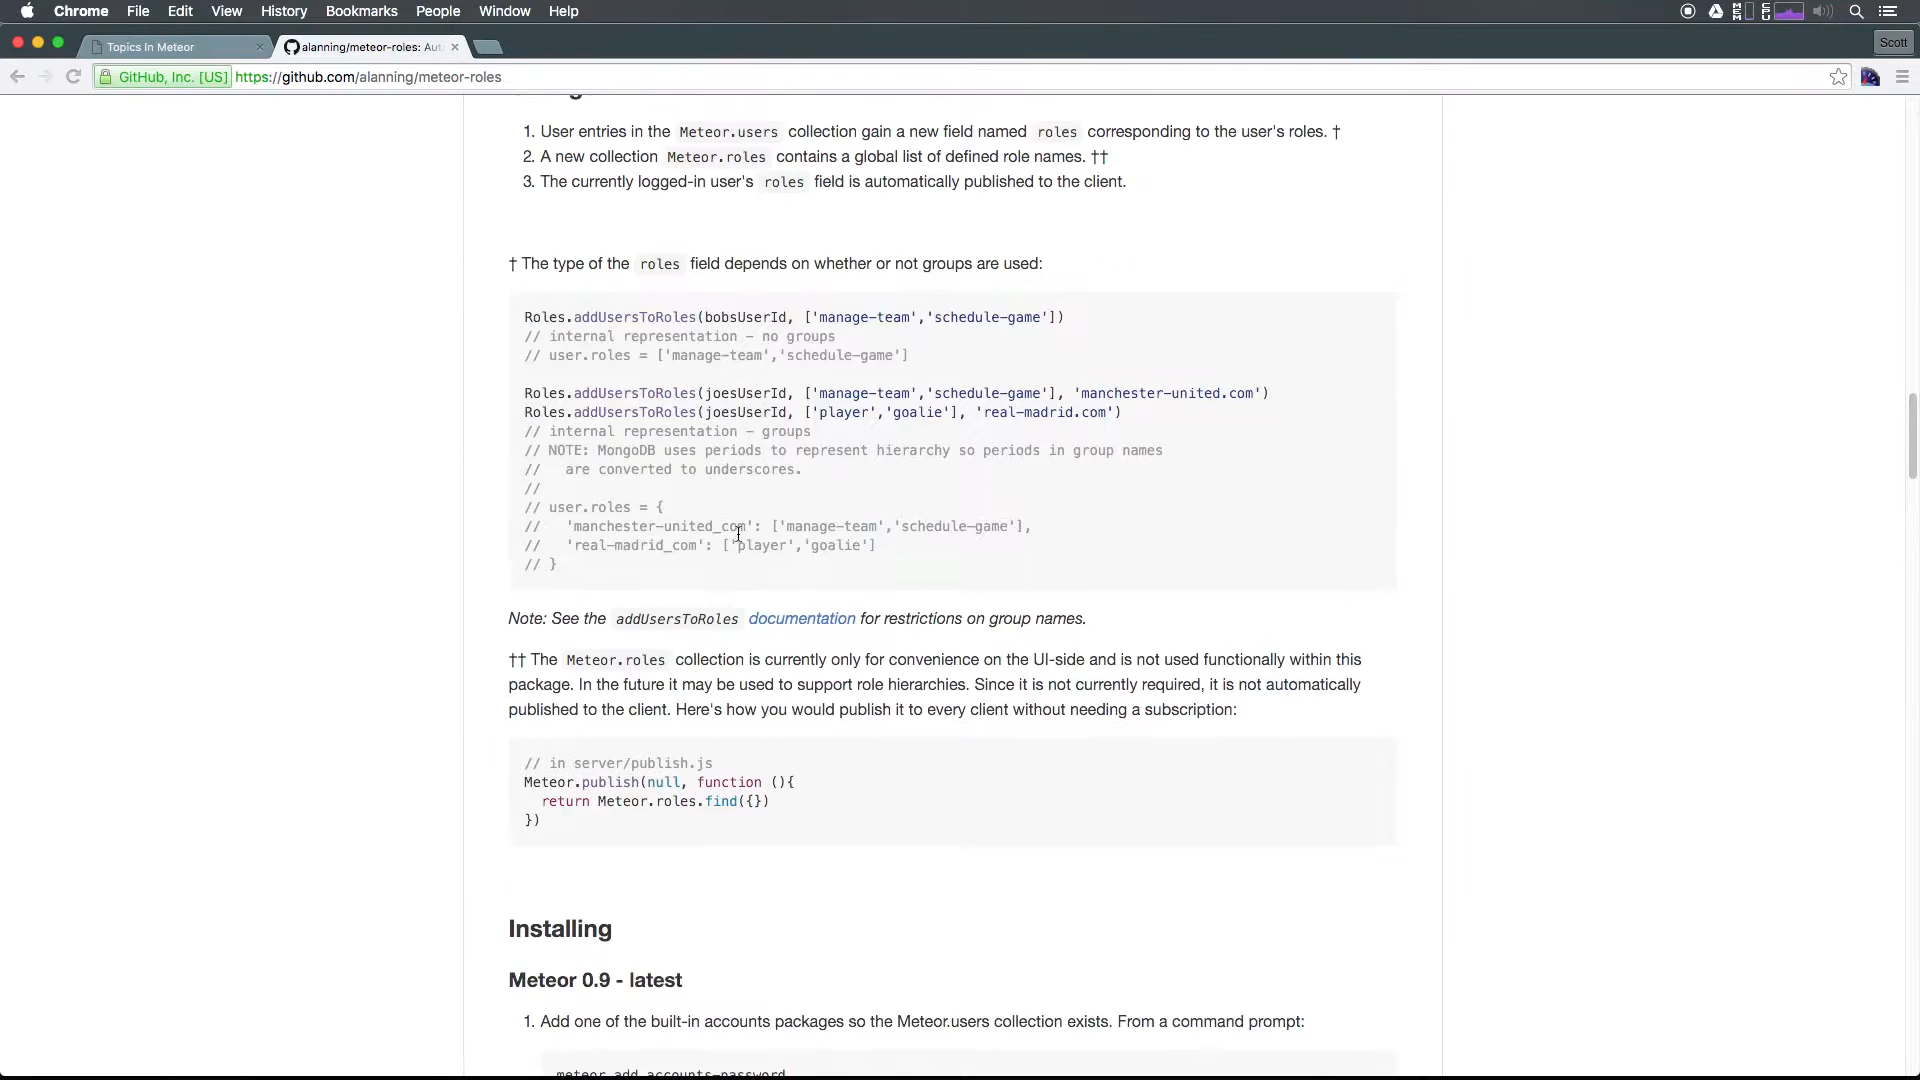 Chrome File Edit View History Bookmarks People Window Help
Topics In Meteor
alanning/meteor-roles: Aut
Scott
GitHub, Inc. [US] https://github.com/alanning/meteor-roles
1. User entries in the Meteor.users collection gain a new field named roles corresponding to the user's roles. †
2. A new collection Meteor.roles contains a global list of defined role names. ††
3. The currently logged-in user's roles field is automatically published to the client.
† The type of the roles field depends on whether or not groups are used:
Roles.addUsersToRoles(bobsUserId, ['manage-team','schedule-game'])
// internal representation - no groups
// user.roles = ['manage-team','schedule-game']
Roles.addUsersToRoles(joesUserId, ['manage-team','schedule-game'], 'manchester-united.com')
Roles.addUsersToRoles(joesUserId, ['player','goalie'], 'real-madrid.com')
// internal representation - groups
// NOTE: MongoDB uses periods to represent hierarchy so periods in group names
//   are converted to underscores.
//
// user.roles = {
//   'manchester-united_com': ['manage-team','schedule-game'],
//   'real-madrid_com': ['player','goalie']
// }
Note: See the addUsersToRoles documentation for restrictions on group names.
†† The Meteor.roles collection is currently only for convenience on the UI-side and is not used functionally within this
package. In the future it may be used to support role hierarchies. Since it is not currently required, it is not automatically
published to the client. Here's how you would publish it to every client without needing a subscription:
// in server/publish.js
Meteor.publish(null, function (){
  return Meteor.roles.find({})
})
Installing
Meteor 0.9 - latest
1. Add one of the built-in accounts packages so the Meteor.users collection exists. From a command prompt:
meteor add accounts-password